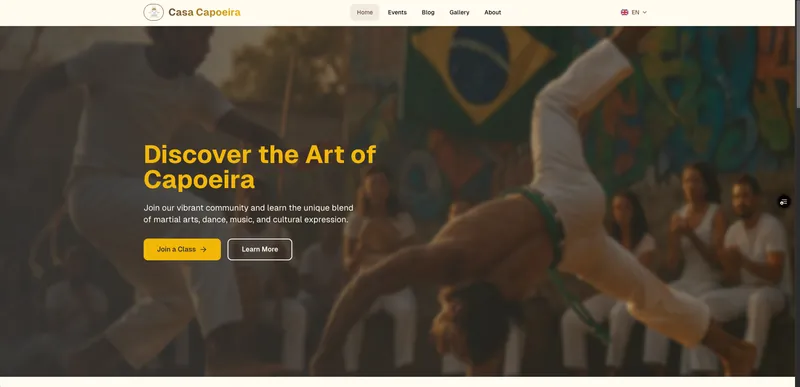 Casa Capoeira
Home
Events
Blog
Gallery
About
EN
Discover the Art of
Capoeira
Join our vibrant community and learn the unique blend
of martial arts, dance, music, and cultural expression.
Join a Class →
Learn More